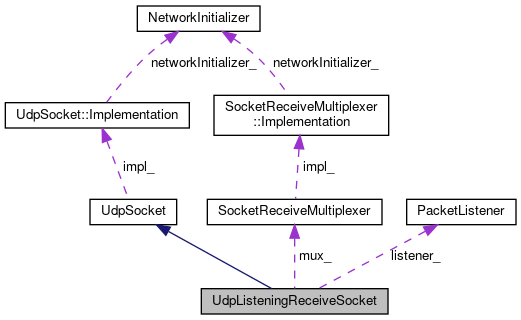 NetworkInitializer
networkInitializer_
networkInitializer_
UdpSocket::Implementation
SocketReceiveMultiplexer
::Implementation
impl_
impl_
UdpSocket
SocketReceiveMultiplexer
PacketListener
mux_
listener_
UdpListeningReceiveSocket